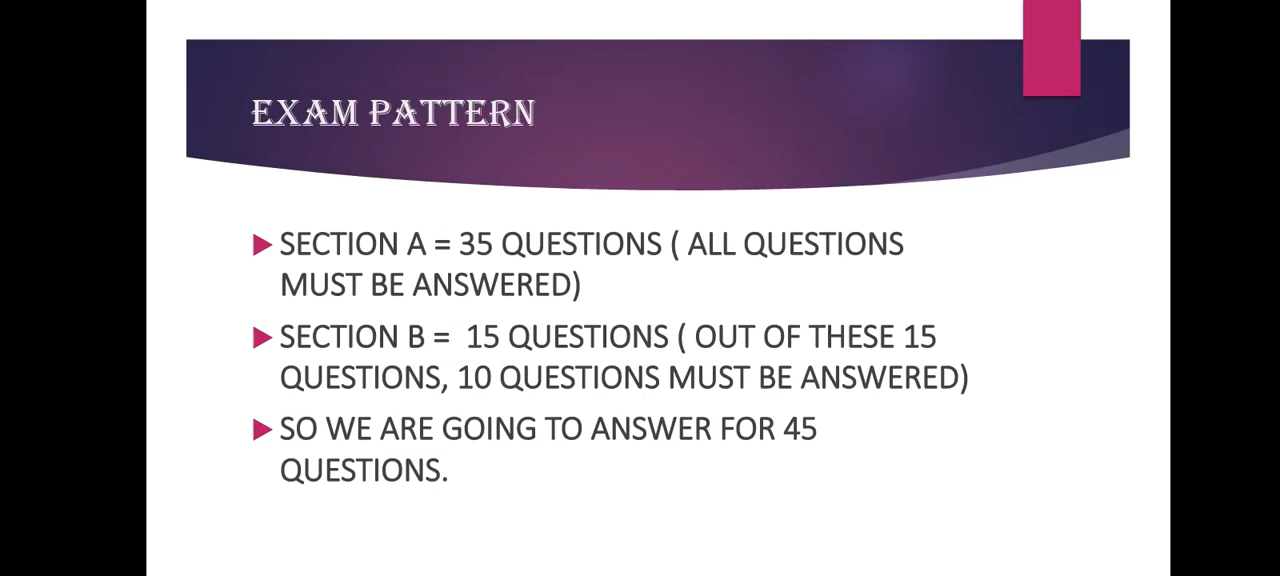 EXAM PATTERN
SECTION A = 35 QUESTIONS ( ALL QUESTIONS
MUST BE ANSWERED)
SECTION B =  15 QUESTIONS ( OUT OF THESE 15
QUESTIONS, 10 QUESTIONS MUST BE ANSWERED)
SO WE ARE GOING TO ANSWER FOR 45
QUESTIONS.